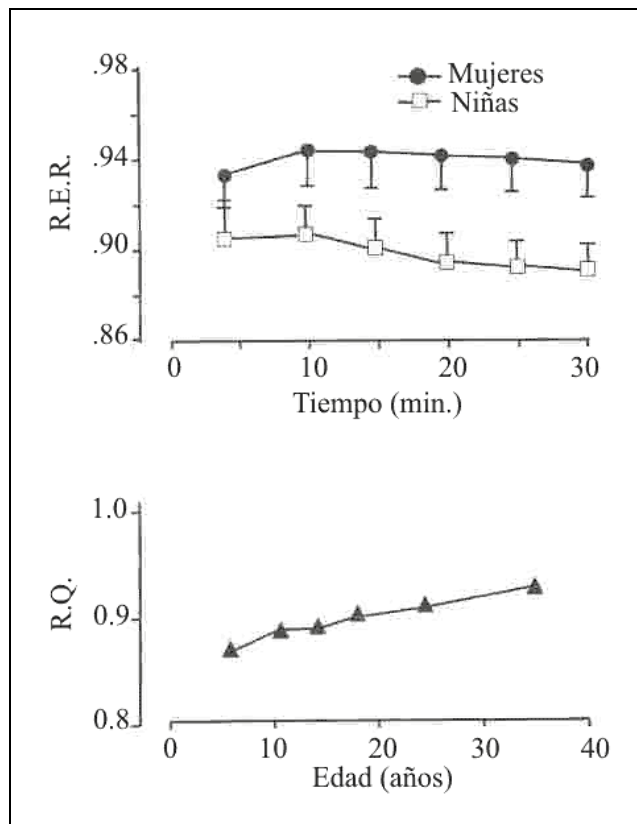 .98
.94
.90
.86
R.E.R.
Mujeres
Niñas
0 10 20 30
Tiempo (min.)
1.0
0.9
0.8
R.Q.
0 10 20 30 40
Edad (años)